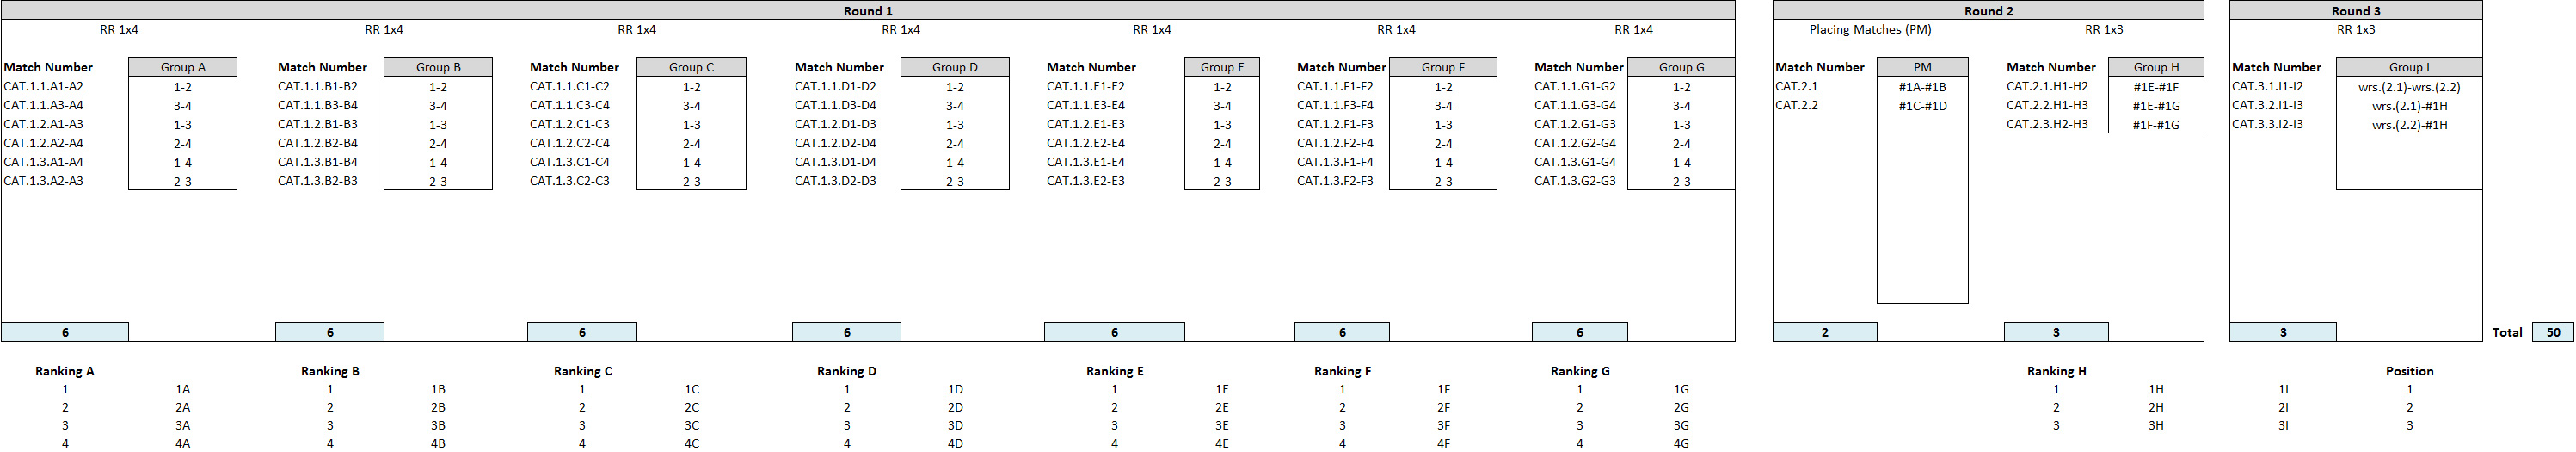 Round 1 Round 2 Round 3
RR 1x4 RR 1x4 RR 1x4 RR 1x4 RR 1x4 RR 1x4 RR 1x4 Placing Matches (PM) RR 1x3 RR 1x3
Match Number Group A Match Number Group B Match Number Group C Match Number Group D Match Number Group E Match Number Group F Match Number Group G Match Number PM Match Number Group H Match Number Group I
CAT.1.1.A1-A2 1-2 CAT.1.1.B1-B2 1-2 CAT.1.1.C1-C2 1-2 CAT.1.1.D1-D2 1-2 CAT.1.1.E1-E2 1-2 CAT.1.1.F1-F2 1-2 CAT.1.1.G1-G2 1-2 CAT.2.1 #1A-#1B CAT.2.1.H1-H2 #1E-#1F CAT.3.1.I1-I2 wrs.(2.1)-wrs.(2.2)
CAT.1.1.A3-A4 3-4 CAT.1.1.B3-B4 3-4 CAT.1.1.C3-C4 3-4 CAT.1.1.D3-D4 3-4 CAT.1.1.E3-E4 3-4 CAT.1.1.F3-F4 3-4 CAT.1.1.G3-G4 3-4 CAT.2.2 #1C-#1D CAT.2.2.H1-H3 #1E-#1G CAT.3.2.I1-I3 wrs.(2.1)-#1H
CAT.1.2.A1-A3 1-3 CAT.1.2.B1-B3 1-3 CAT.1.2.C1-C3 1-3 CAT.1.2.D1-D3 1-3 CAT.1.2.E1-E3 1-3 CAT.1.2.F1-F3 1-3 CAT.1.2.G1-G3 1-3 CAT.2.3.H2-H3 #1F-#1G CAT.3.3.I2-I3 wrs.(2.2)-#1H
CAT.1.2.A2-A4 2-4 CAT.1.2.B2-B4 2-4 CAT.1.2.C2-C4 2-4 CAT.1.2.D2-D4 2-4 CAT.1.2.E2-E4 2-4 CAT.1.2.F2-F4 2-4 CAT.1.2.G2-G4 2-4
CAT.1.3.A1-A4 1-4 CAT.1.3.B1-B4 1-4 CAT.1.3.C1-C4 1-4 CAT.1.3.D1-D4 1-4 CAT.1.3.E1-E4 1-4 CAT.1.3.F1-F4 1-4 CAT.1.3.G1-G4 1-4
CAT.1.3.A2-A3 2-3 CAT.1.3.B2-B3 2-3 CAT.1.3.C2-C3 2-3 CAT.1.3.D2-D3 2-3 CAT.1.3.E2-E3 2-3 CAT.1.3.F2-F3 2-3 CAT.1.3.G2-G3 2-3
6 6 6 6 6 6 6 2 3 3 Total 50
Ranking A Ranking B Ranking C Ranking D Ranking E Ranking F Ranking G Ranking H Position
1 1A 1 1B 1 1C 1 1D 1 1E 1 1F 1 1G 1 1H 1I 1
2 2A 2 2B 2 2C 2 2D 2 2E 2 2F 2 2G 2 2H 2I 2
3 3A 3 3B 3 3C 3 3D 3 3E 3 3F 3 3G 3 3H 3I 3
4 4A 4 4B 4 4C 4 4D 4 4E 4 4F 4 4G